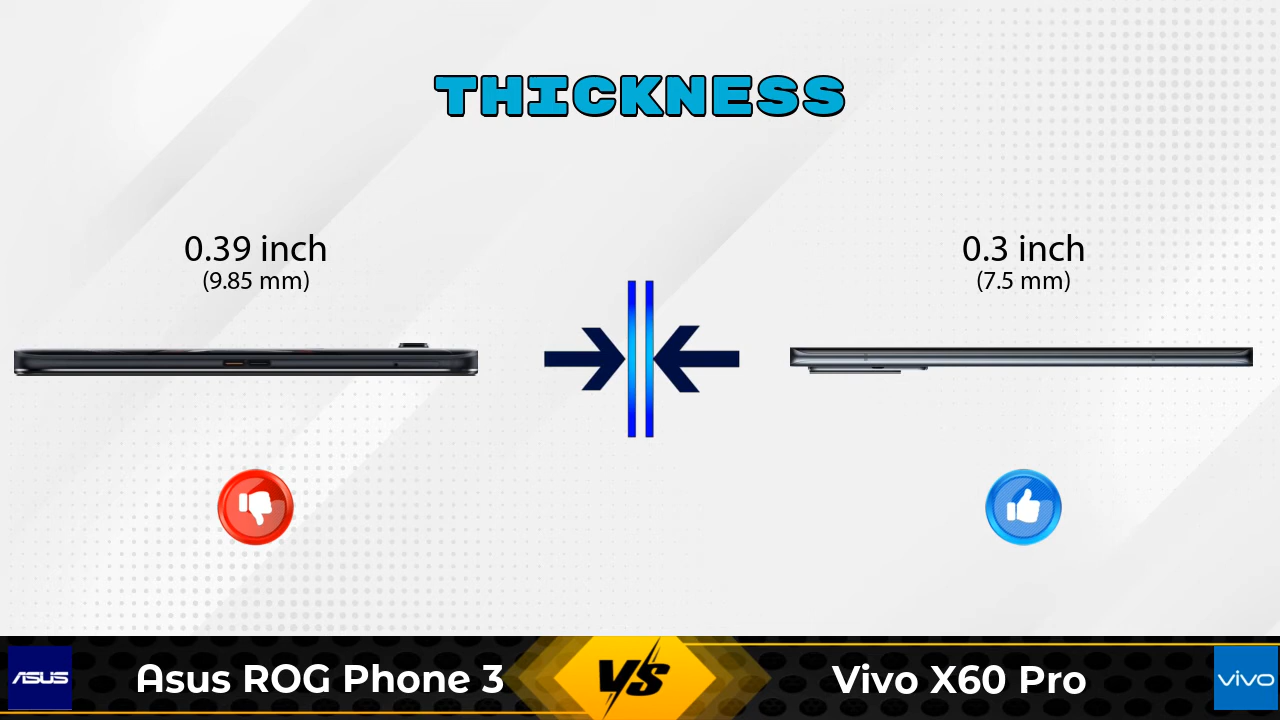 THICKNESS
0.39 inch
(9.85 mm)
0.3 inch
(7.5 mm)
ASUS
Asus ROG Phone 3
VS
Vivo X60 Pro
vivo